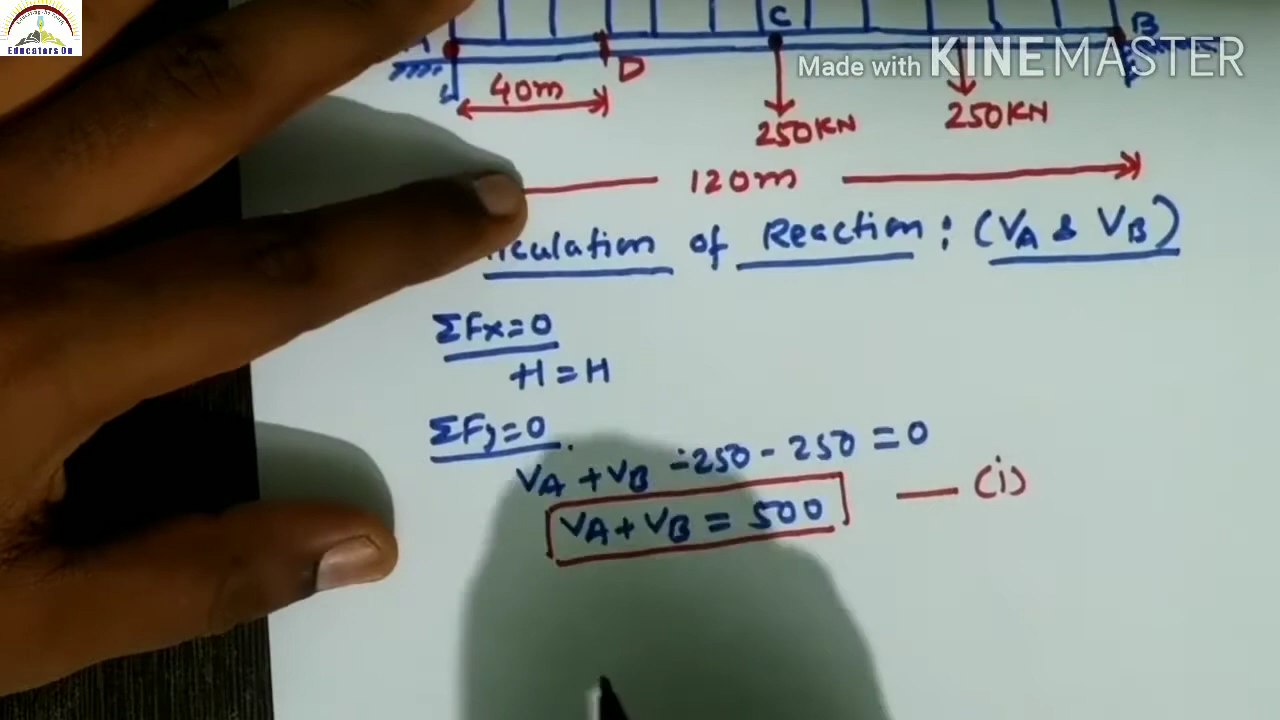 Educators On
C
B
Made with KINEMASTER
D
40m
250KN
250KN
120m
of Reaction : (VA & VB)
ΣFx=0
H = H
ΣFy=0
VA + VB - 250 - 250 = 0
VA + VB = 500 — (i)